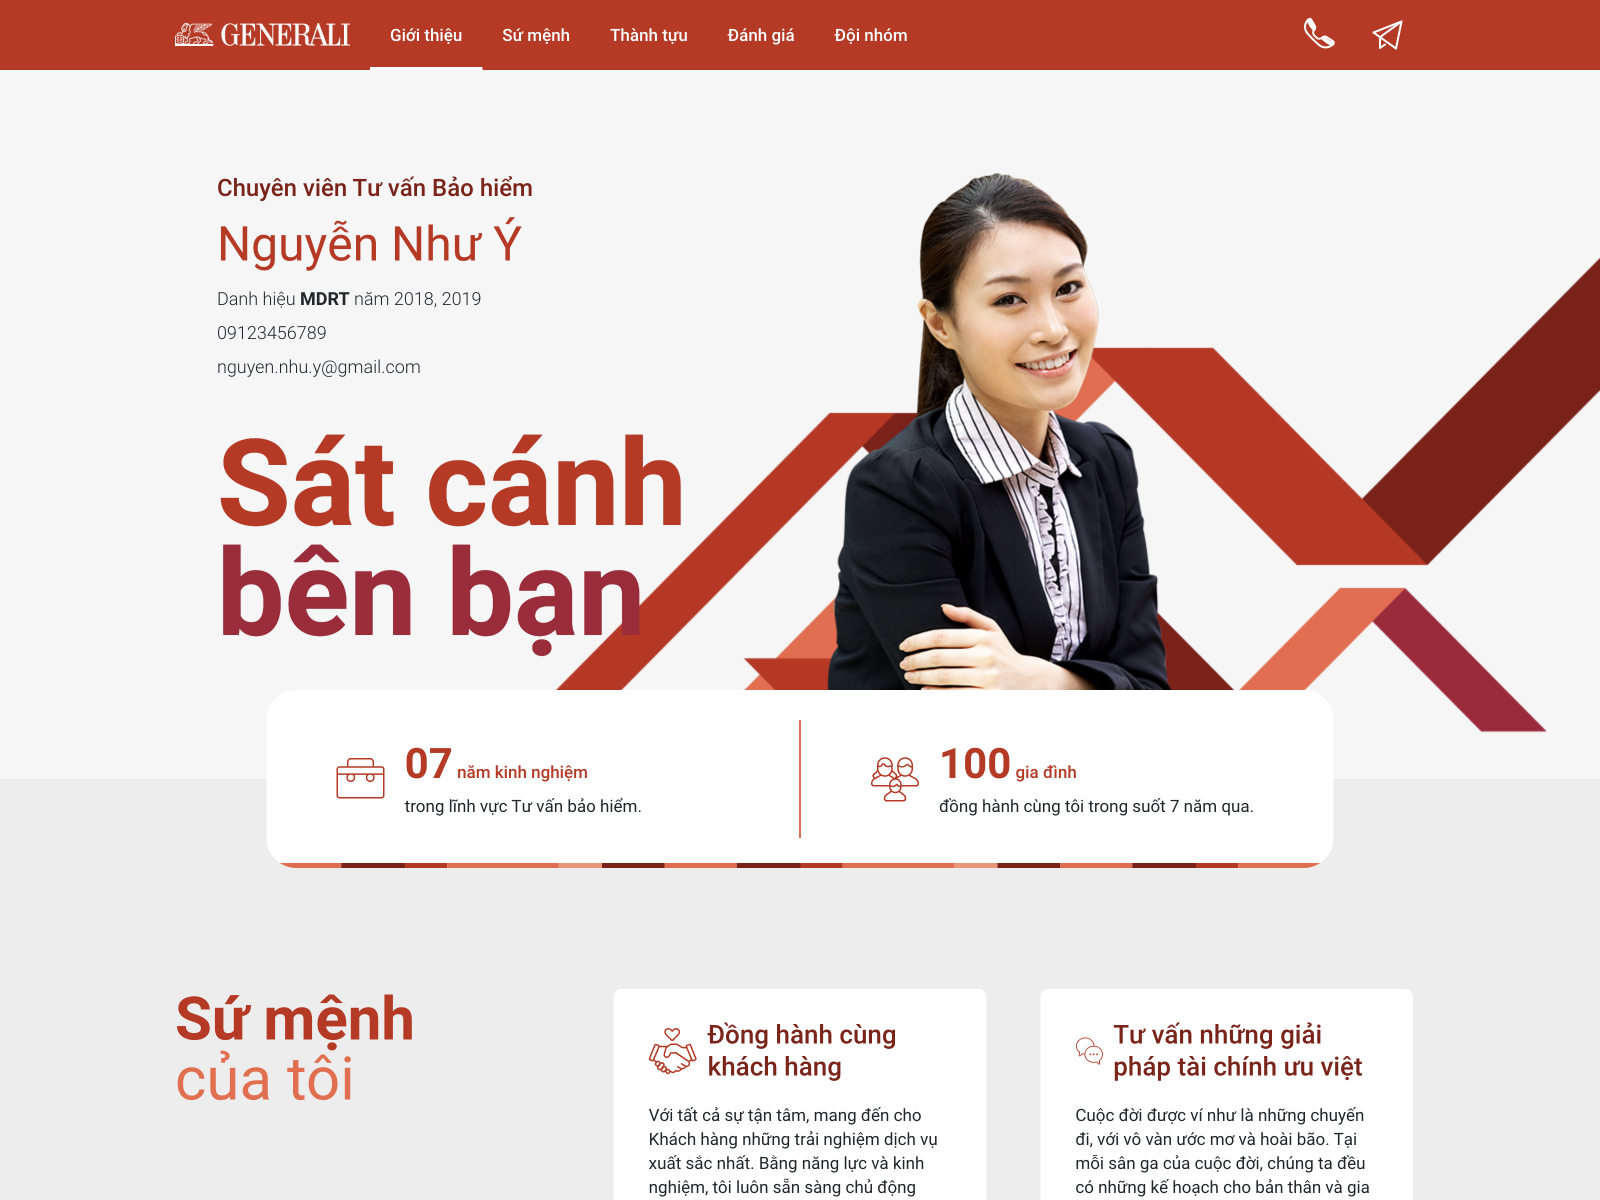 GENERALI
Giới thiệu
Sứ mệnh
Thành tựu
Đánh giá
Đội nhóm
Chuyên viên Tư vấn Bảo hiểm
Nguyễn Như Ý
Danh hiệu MDRT năm 2018, 2019
09123456789
nguyen.nhu.y@gmail.com
Sát cánh
bên bạn
07 năm kinh nghiệm
trong lĩnh vực Tư vấn bảo hiểm.
100 gia đình
đồng hành cùng tôi trong suốt 7 năm qua.
Sứ mệnh
của tôi
Đồng hành cùng
khách hàng
Với tất cả sự tận tâm, mang đến cho
Khách hàng những trải nghiệm dịch vụ
xuất sắc nhất. Bằng năng lực và kinh
nghiệm, tôi luôn sẵn sàng chủ động
Tư vấn những giải
pháp tài chính ưu việt
Cuộc đời được ví như là những chuyến
đi, với vô vàn ước mơ và hoài bão. Tại
mỗi sân ga của cuộc đời, chúng ta đều
có những kế hoạch cho bản thân và gia